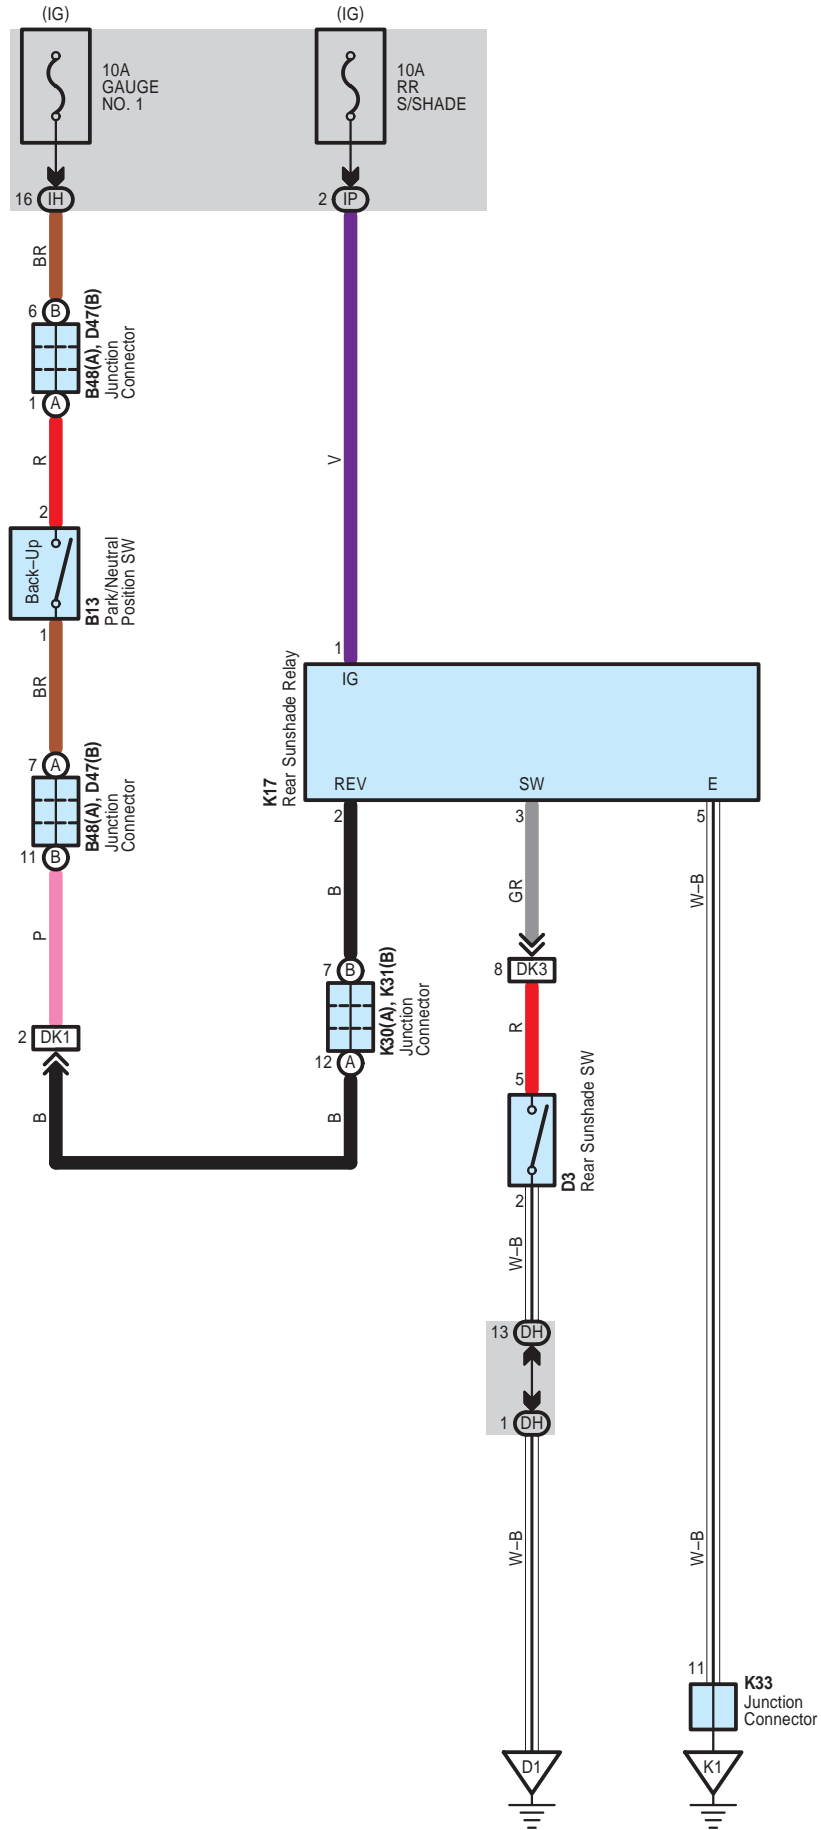 (IG)
(IG)
10A
GAUGE
NO. 1
10A
RR
S/SHADE
16 IH
2 IP
BR
6 B
B48(A), D47(B)
Junction
Connector
1 A
R
V
2
Back–Up
B13
Park/Neutral
Position SW
1
BR
1
IG
K17
Rear Sunshade Relay
REV
SW
E
7 A
B48(A), D47(B)
Junction
Connector
11 B
2
3
5
B
GR
W–B
P
7 B
K30(A), K31(B)
Junction
Connector
12 A
8 DK3
2 DK1
R
B
B
5
D3
Rear Sunshade SW
2
W–B
13 DH
1 DH
W–B
W–B
11
K33
Junction
Connector
D1
K1